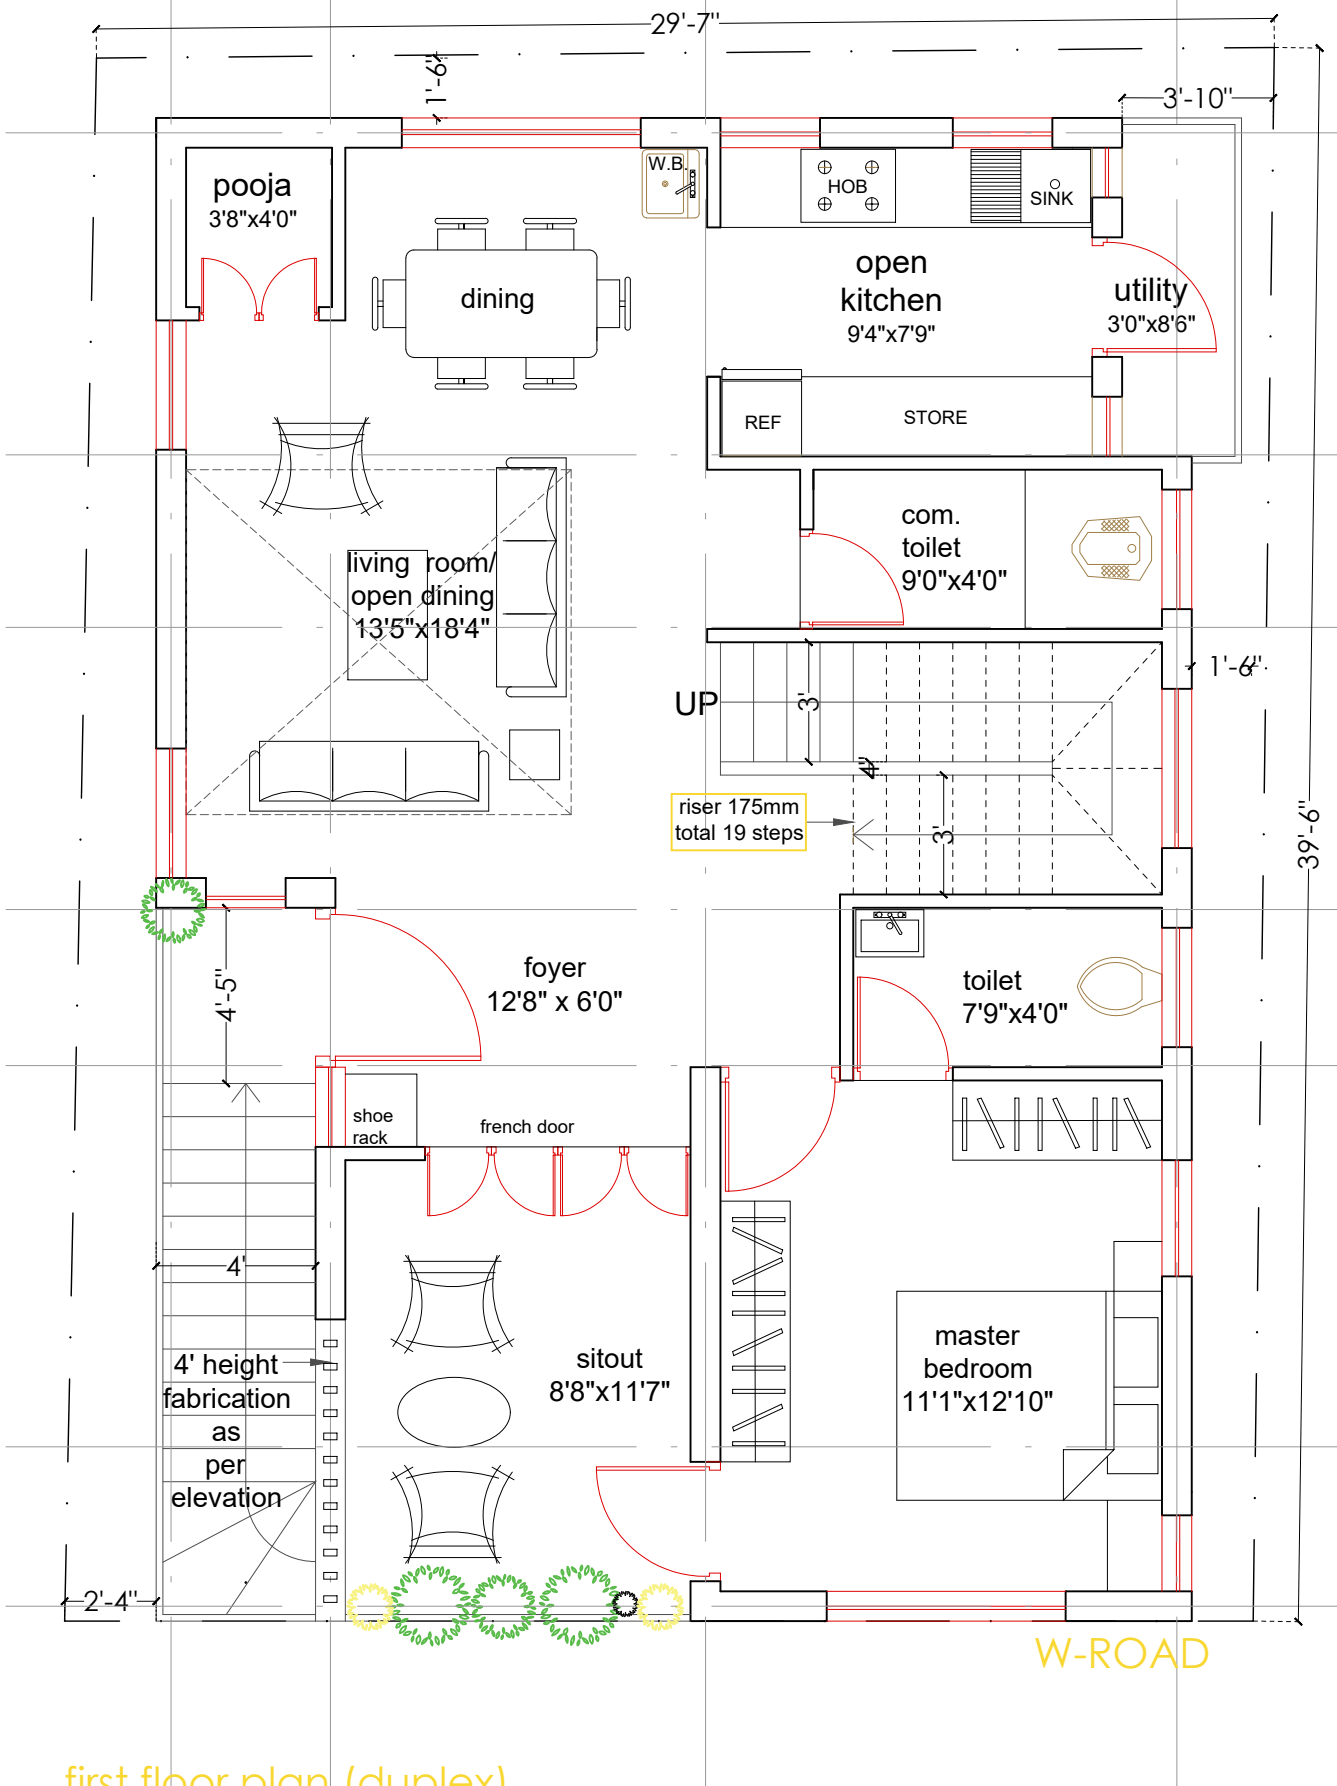 29'-7"
1'-6"
3'-10"
pooja
3'8"x4'0"
W.B.
HOB
SINK
dining
open
kitchen
9'4"x7'9"
utility
3'0"x8'6"
REF
STORE
living room/
open dining
13'5"x18'4"
com.
toilet
9'0"x4'0"
1'-6"
UP
3'
4"
riser 175mm
total 19 steps
3'
39'-6"
4'-5"
foyer
12'8" x 6'0"
toilet
7'9"x4'0"
shoe
rack
french door
4'
4' height
fabrication
as
per
elevation
sitout
8'8"x11'7"
master
bedroom
11'1"x12'10"
2'-4"
W-ROAD
first floor plan (duplex)